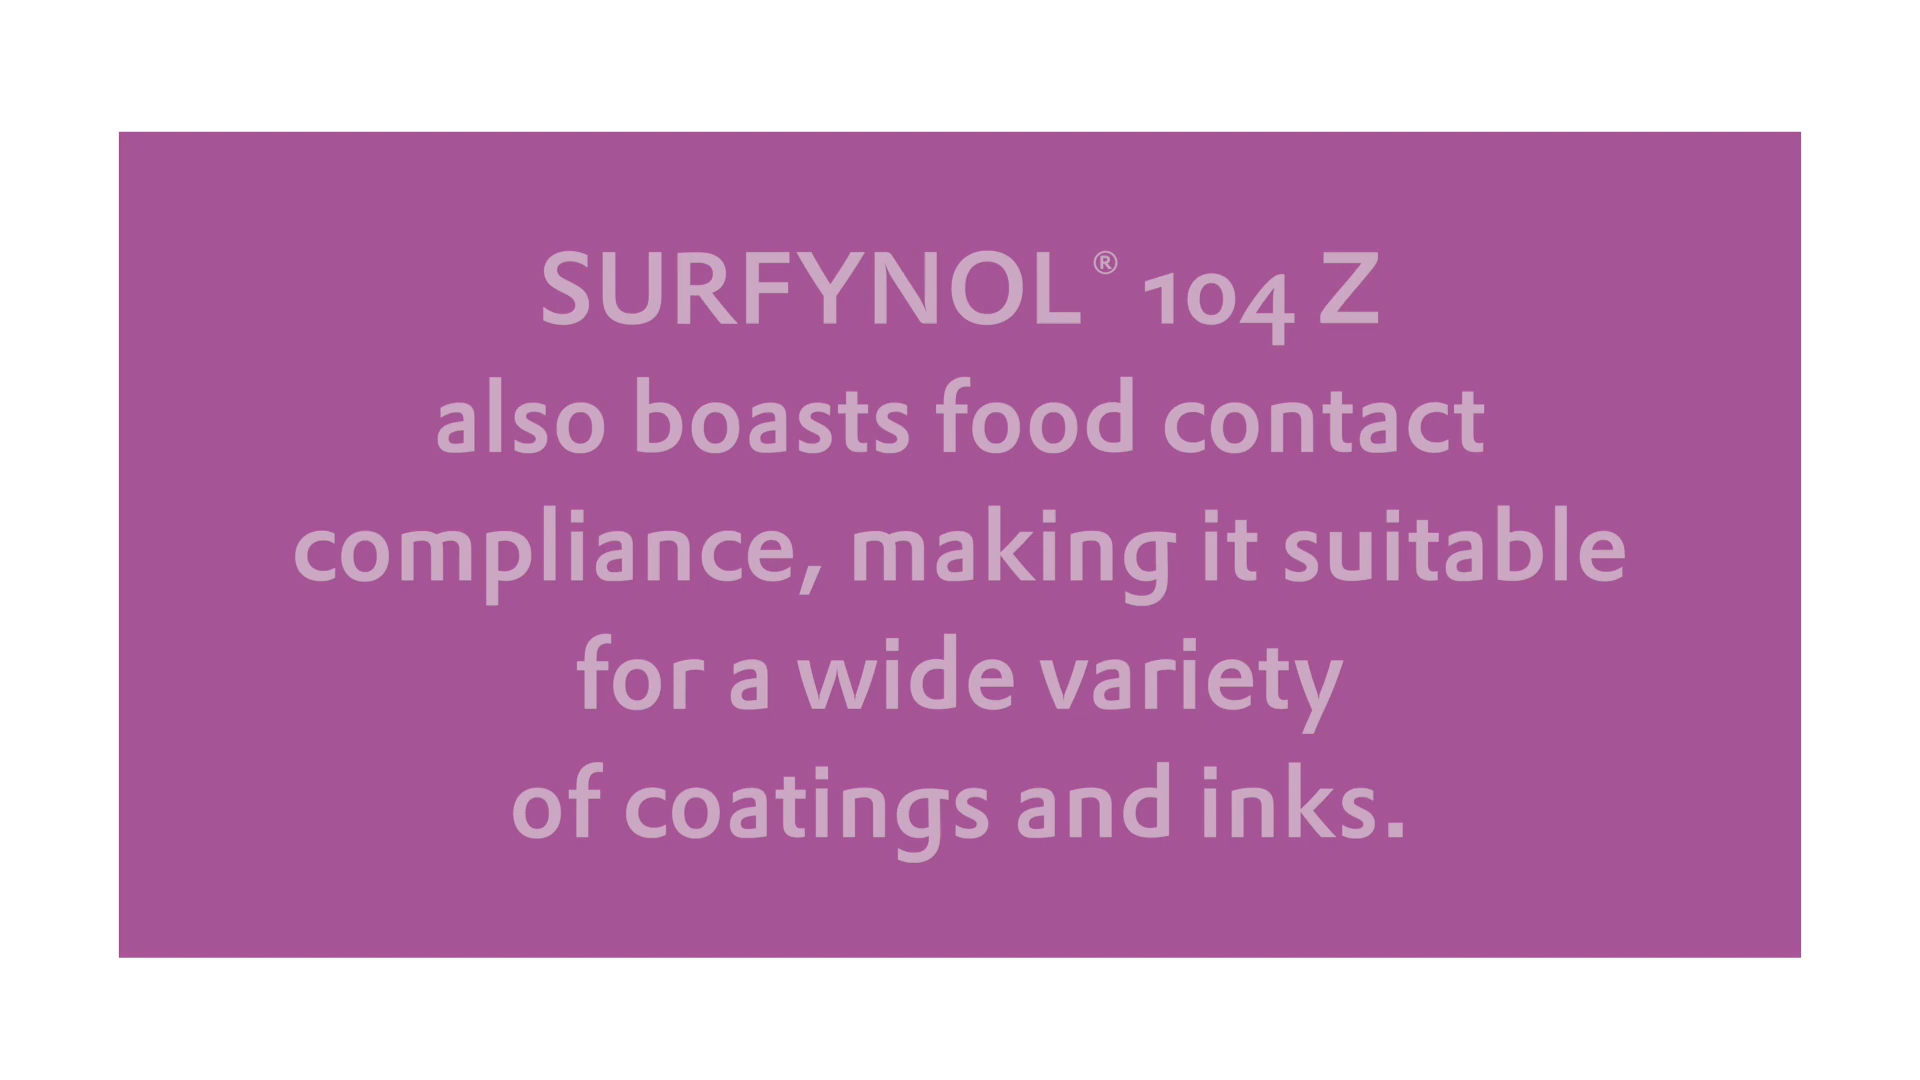 SURFYNOL® 104 Z
also boasts food contact
compliance, making it suitable
for a wide variety
of coatings and inks.